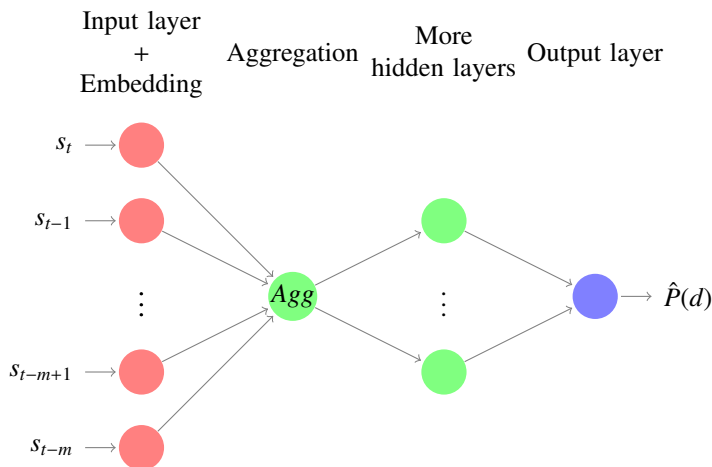 Input layer
+
Embedding
Aggregation
More
hidden layers
Output layer
s_t
s_{t−1}
⋮
Agg
⋮
P̂(d)
s_{t−m+1}
s_{t−m}